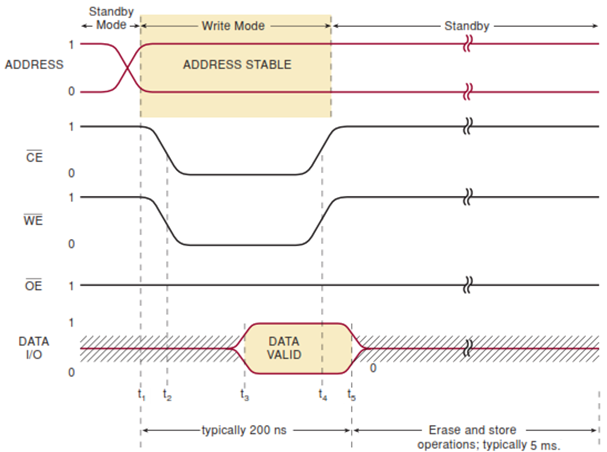 Standby
Mode
Write Mode
Standby
ADDRESS
1
ADDRESS STABLE
0
CE
1
0
WE
1
0
OE
1
DATA
I/O
1
DATA
VALID
0
0
t1
t2
t3
t4
t5
typically 200 ns
Erase and store
operations; typically 5 ms.